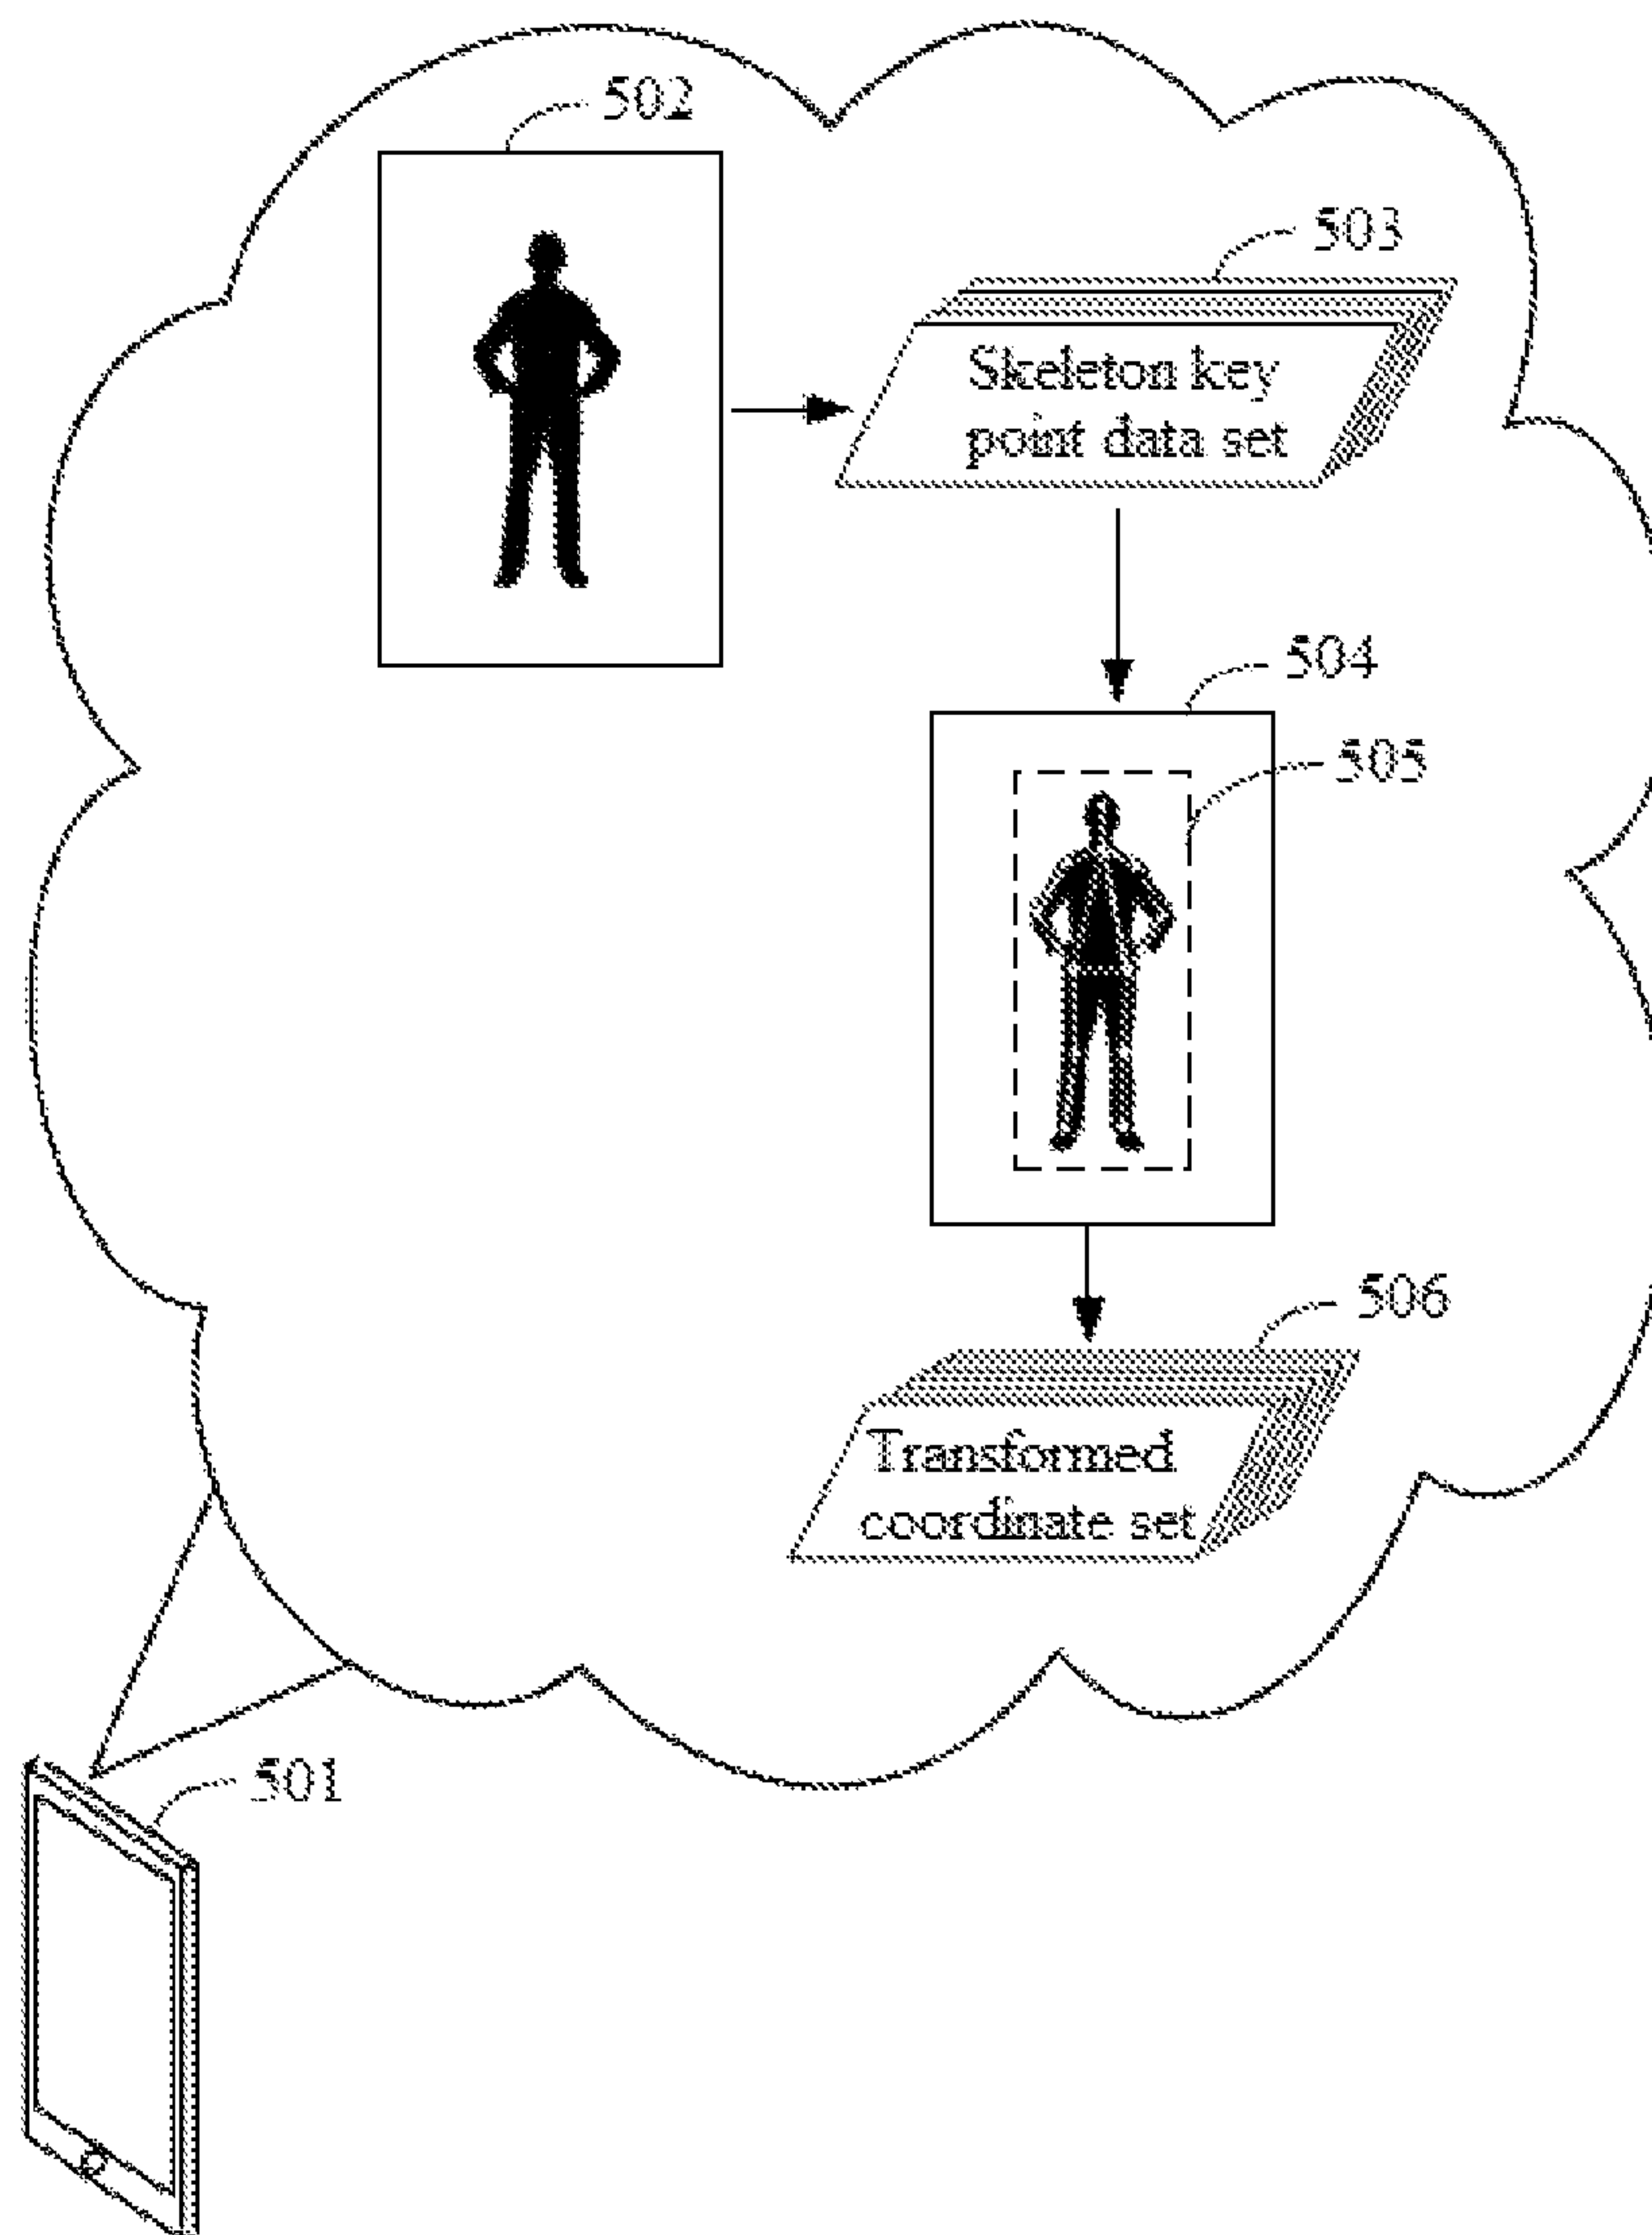 502
503
Skeleton key
point data set
504
505
506
Transformed
coordinate set
501